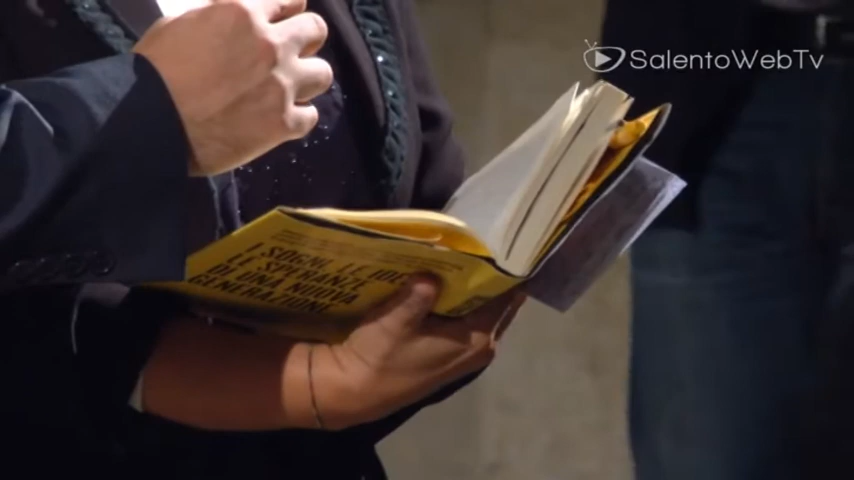 SalentoWebTv
I SOGNI, LE IDEE
LE SPERANZE
DI UNA NUOVA
GENERAZIONE